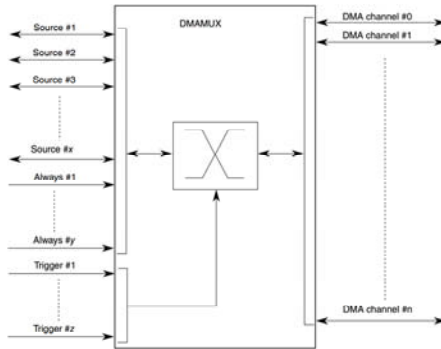 DMAMUX
Source #1
Source #2
Source #3
Source #x
Always #1
Always #y
Trigger #1
Trigger #z
DMA channel #0
DMA channel #1
DMA channel #n